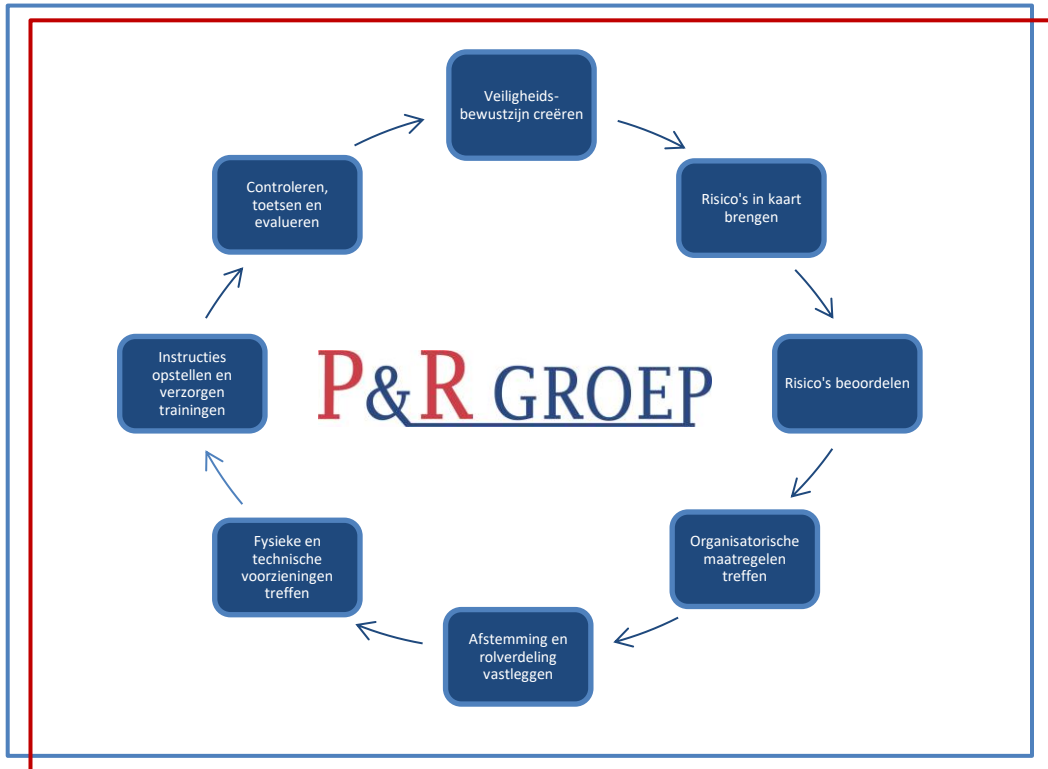 Veiligheids-
bewustzijn creëren
Risico's in kaart
brengen
Risico's beoordelen
Organisatorische
maatregelen
treffen
Afstemming en
rolverdeling
vastleggen
Fysieke en
technische
voorzieningen
treffen
Instructies
opstellen en
verzorgen
trainingen
Controleren,
toetsen en
evalueren
P&R GROEP